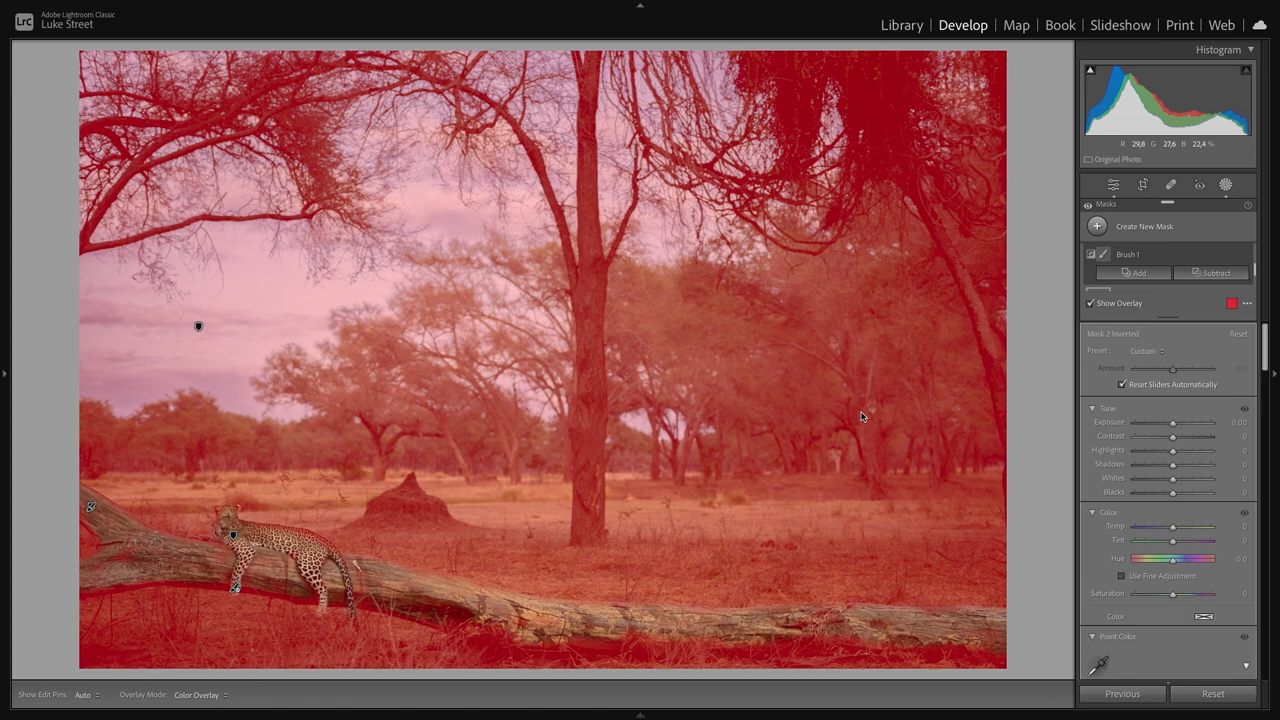 Lrc
Adobe Lightroom Classic
Luke Street
Library | Develop | Map | Book | Slideshow | Print | Web
Histogram
R 29,8 G 27,6 B 22,4 %
Original Photo
Masks
Create New Mask
Brush 1
Add Subtract
Show Overlay
Mask 2 Inverted Reset
Preset : Custom
Amount 100
Reset Sliders Automatically
Tone
Exposure 0,00
Contrast 0
Highlights 0
Shadows 0
Whites 0
Blacks 0
Color
Temp 0
Tint 0
Hue 0,0
Use Fine Adjustment
Saturation 0
Color
Point Color
Previous Reset
Show Edit Pins: Auto Overlay Mode: Color Overlay